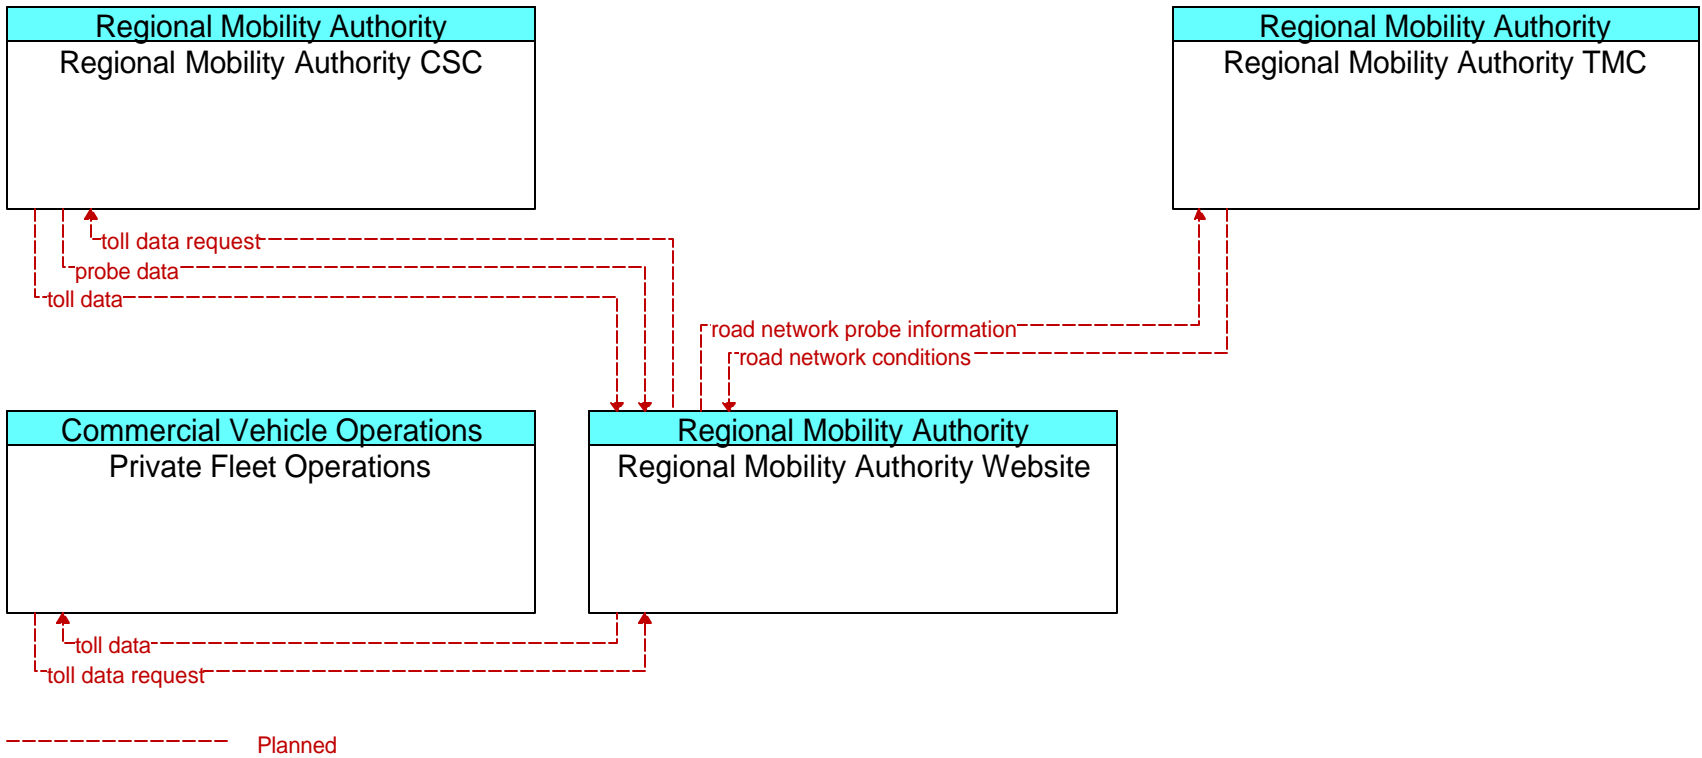 Regional Mobility Authority
Regional Mobility Authority CSC
Regional Mobility Authority
Regional Mobility Authority TMC
toll data request
probe data
toll data
road network probe information
road network conditions
Commercial Vehicle Operations
Private Fleet Operations
Regional Mobility Authority
Regional Mobility Authority Website
toll data
toll data request
Planned